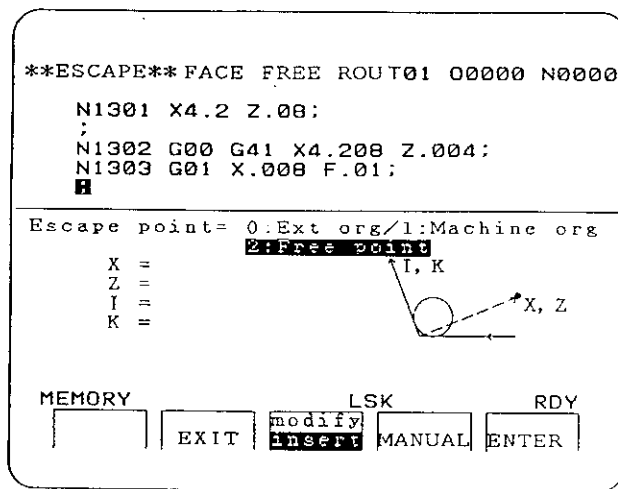 **ESCAPE** FACE FREE ROUT01 O0000 N0000
N1301 X4.2 Z.08;
;
N1302 G00 G41 X4.208 Z.004;
N1303 G01 X.008 F.01;
;
Escape point= 0:Ext org/1:Machine org
2:Free point
X =
Z =
I =
K =
I, K
X, Z
MEMORY LSK RDY
EXIT
modify
insert
MANUAL
ENTER